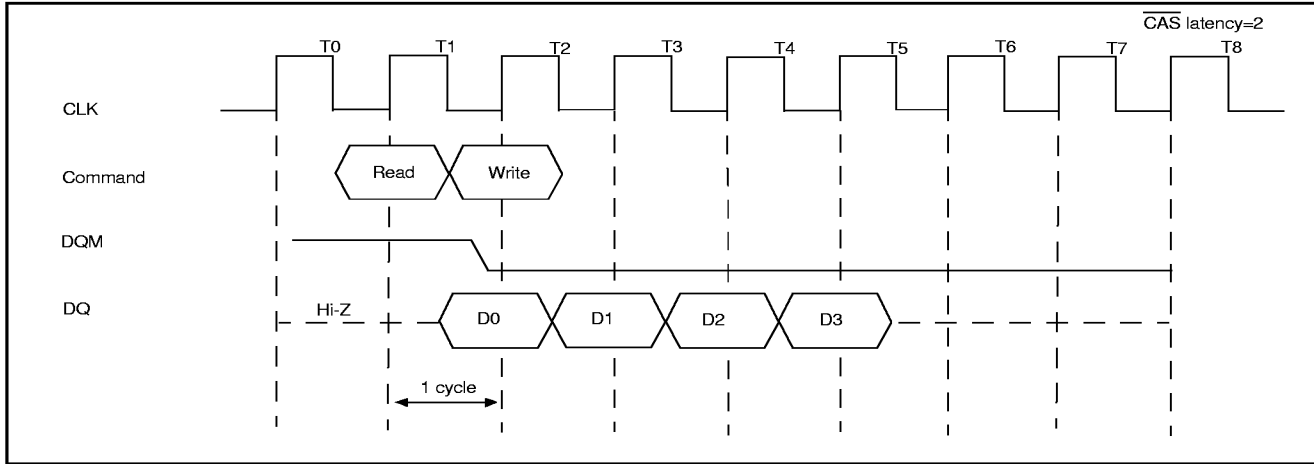 CAS latency=2
T0 T1 T2 T3 T4 T5 T6 T7 T8
CLK
Command Read Write
DQM
DQ Hi-Z D0 D1 D2 D3
1 cycle